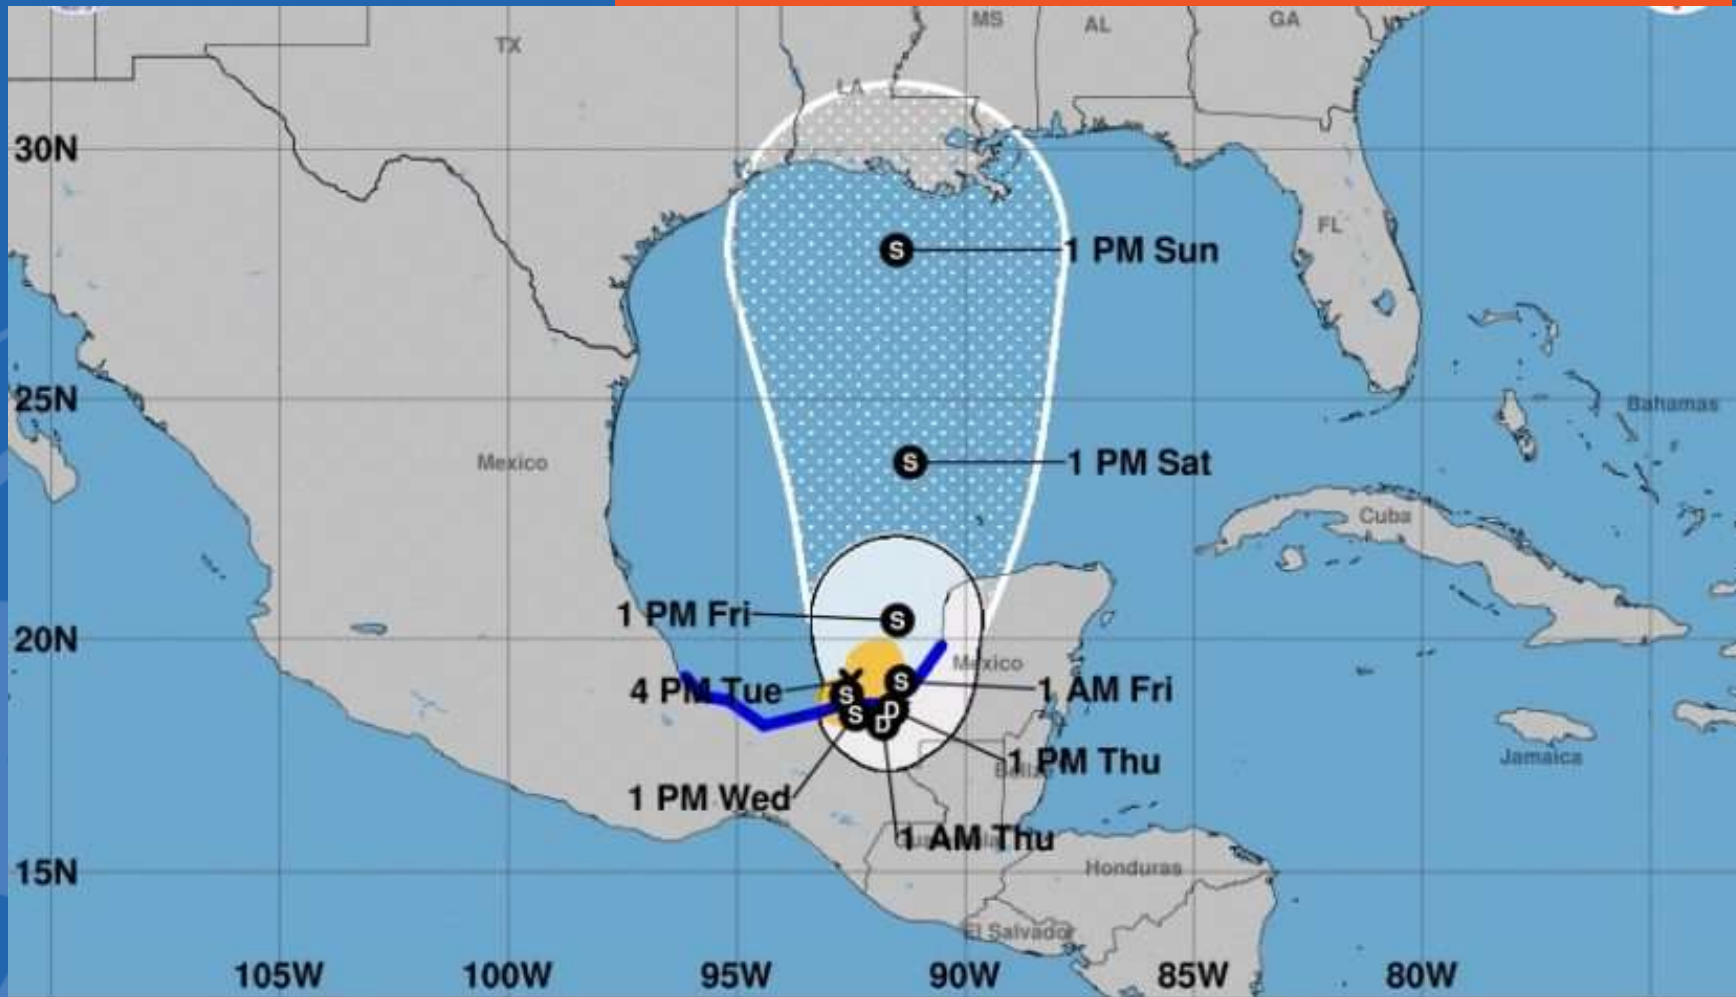 MS
AL
GA
TX
LA
30N
FL
1 PM Sun
25N
Bahamas
Mexico
S
1 PM Sat
Cuba
1 PM Fri
S
20N
Mexico
4 PM Tue
S
S
1 AM Fri
S
D
D
1 PM Thu
Belize
Jamaica
1 PM Wed
1 AM Thu
S
15N
Honduras
El Salvador
105W
100W
95W
90W
85W
80W